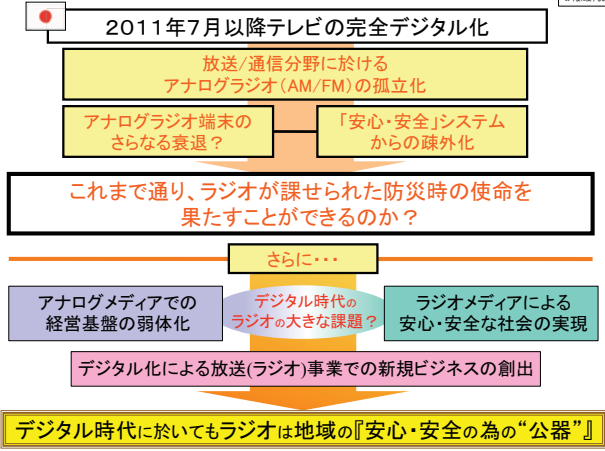 2011年7月以降テレビの完全デジタル化
放送/通信分野に於ける
アナログラジオ(AM/FM)の孤立化
アナログラジオ端末の
さらなる衰退?
「安心・安全」システム
からの疎外化
これまで通り、ラジオが課せられた防災時の使命を
果たすことができるのか?
さらに・・・
アナログメディアでの
経営基盤の弱体化
デジタル時代の
ラジオの大きな課題?
ラジオメディアによる
安心・安全な社会の実現
デジタル化による放送(ラジオ)事業での新規ビジネスの創出
デジタル時代に於いてもラジオは地域の『安心・安全の為の“公器”』